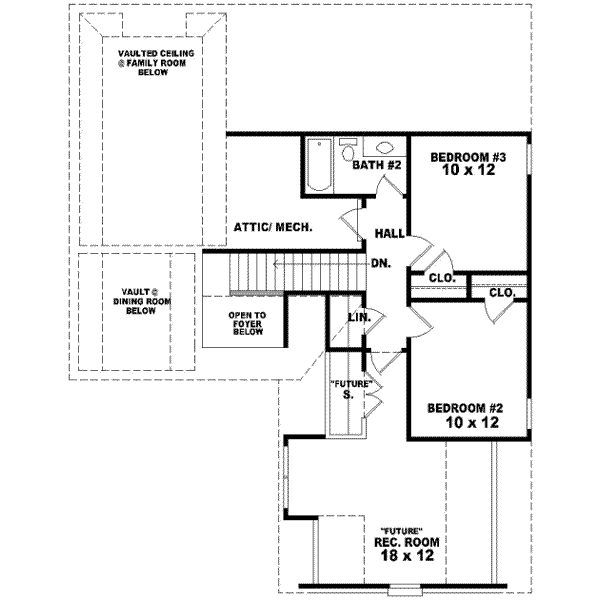 VAULTED CEILING
@ FAMILY ROOM
BELOW
BATH #2
BEDROOM #3
10 x 12
ATTIC/ MECH.
HALL
DN.
CLO.
CLO.
VAULT @
DINING ROOM
BELOW
OPEN TO
FOYER
BELOW
LIN.
"FUTURE"
S.
BEDROOM #2
10 x 12
"FUTURE"
REC. ROOM
18 x 12